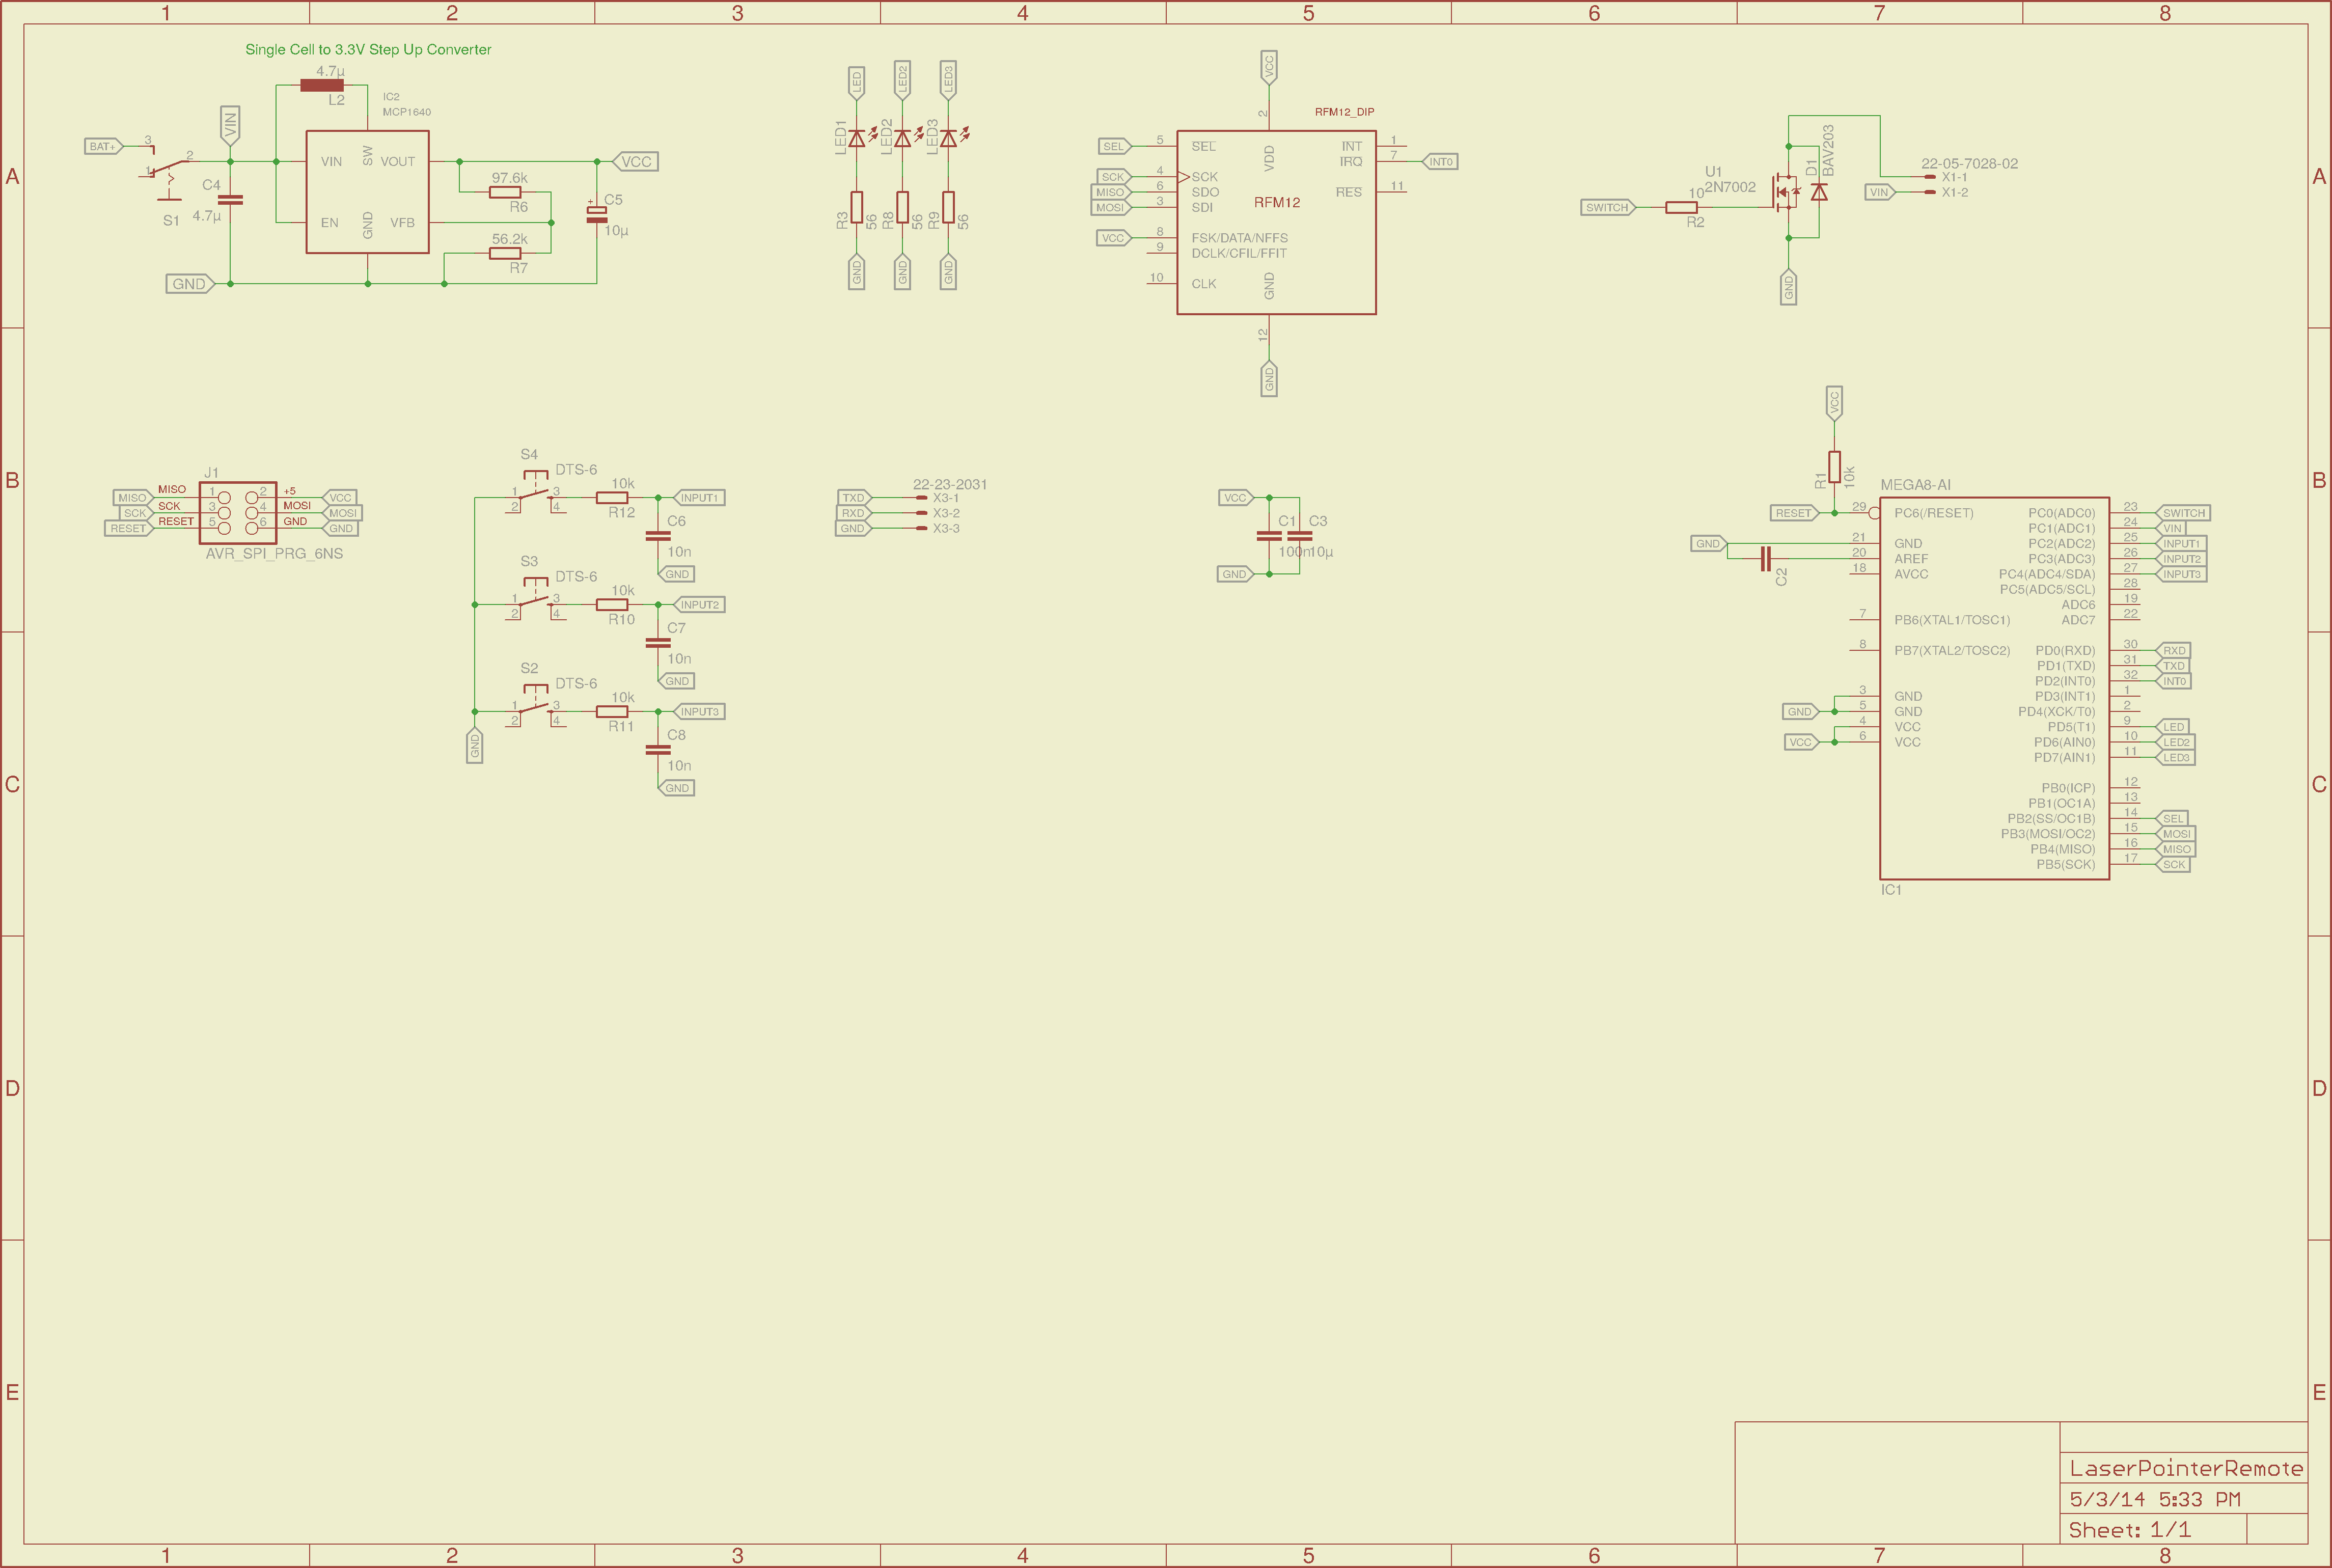 1 2 3 4 5 6 7 8
A
Single Cell to 3.3V Step Up Converter
4.7µ
L2
IC2
MCP1640
VIN
BAT+
3
2
1
S1
C4
4.7µ
VIN SW VOUT
EN GND VFB
GND
97.6k
R6
56.2k
R7
VCC
+
C5
10µ
LED LED2 LED3
LED1 LED2 LED3
R3 56 R8 56 R9 56
GND GND GND
VCC
2
RFM12_DIP
SEL 5 SEL VDD INT 1
IRQ 7 INT0
SCK 4 SCK
MISO 6 SDO RES 11
MOSI 3 SDI
RFM12
VCC 8 FSK/DATA/NFFS
9 DCLK/CFIL/FFIT
10 CLK GND
12
GND
SWITCH
10
R2
U1
2N7002
D1
BAV203
22-05-7028-02
X1-1
VIN X1-2
GND
A
B
J1
MISO MISO 1 2 +5 VCC
SCK SCK 3 4 MOSI MOSI
RESET RESET 5 6 GND GND
AVR_SPI_PRG_6NS
S4
DTS-6
1 3
2 4
10k
R12
INPUT1
C6
10n
GND
S3
DTS-6
1 3
2 4
10k
R10
INPUT2
C7
10n
GND
S2
DTS-6
1 3
2 4
10k
R11
INPUT3
C8
10n
GND
GND
22-23-2031
TXD X3-1
RXD X3-2
GND X3-3
VCC
C1 C3
100n 10µ
GND
VCC
R1
10k
MEGA8-AI
RESET 29 PC6(/RESET)
GND 21 GND
20 AREF
C2
18 AVCC
7 PB6(XTAL1/TOSC1)
8 PB7(XTAL2/TOSC2)
3 GND
GND 5 GND
4 VCC
VCC 6 VCC
PC0(ADC0) 23 SWITCH
PC1(ADC1) 24 VIN
PC2(ADC2) 25 INPUT1
PC3(ADC3) 26 INPUT2
PC4(ADC4/SDA) 27 INPUT3
PC5(ADC5/SCL) 28
ADC6 19
ADC7 22
PD0(RXD) 30 RXD
PD1(TXD) 31 TXD
PD2(INT0) 32 INT0
PD3(INT1) 1
PD4(XCK/T0) 2
PD5(T1) 9 LED
PD6(AIN0) 10 LED2
PD7(AIN1) 11 LED3
PB0(ICP) 12
PB1(OC1A) 13
PB2(SS/OC1B) 14 SEL
PB3(MOSI/OC2) 15 MOSI
PB4(MISO) 16 MISO
PB5(SCK) 17 SCK
IC1
B
C
C
D
D
E
E
LaserPointerRemote
5/3/14 5:33 PM
Sheet: 1/1
1 2 3 4 5 6 7 8